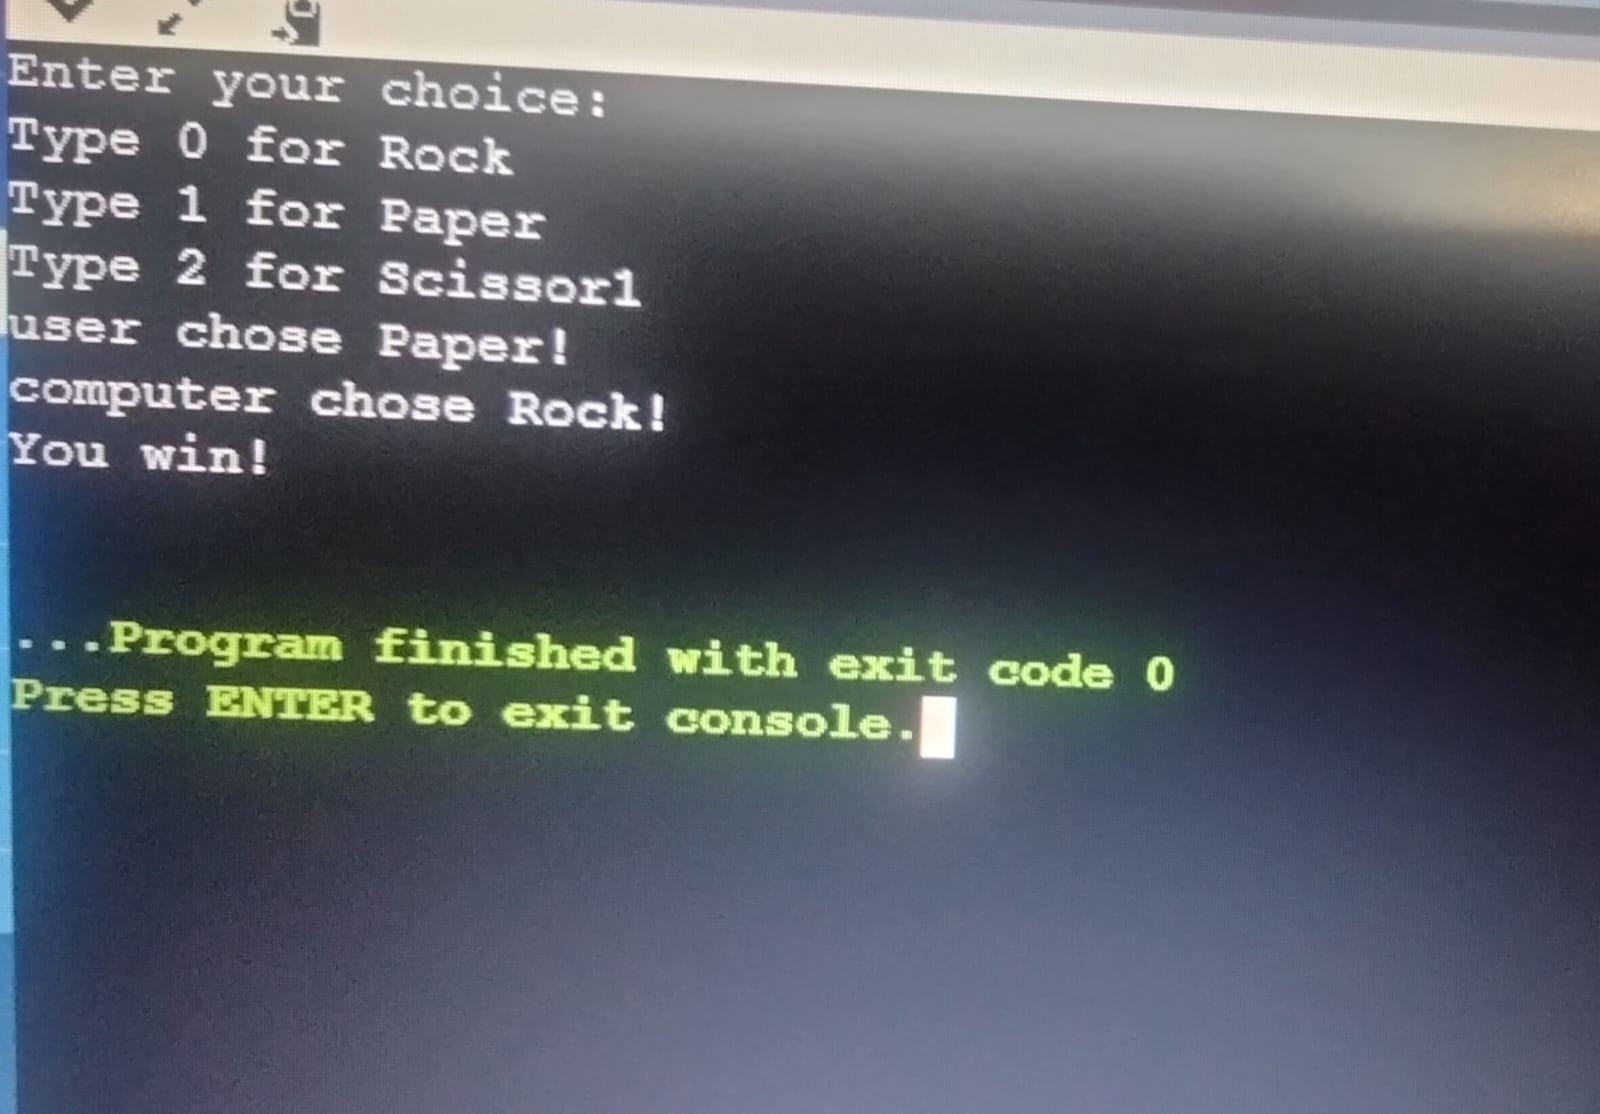 Enter your choice:
Type 0 for Rock
Type 1 for Paper
Type 2 for Scissor1
user chose Paper!
computer chose Rock!
You win!
...Program finished with exit code 0
Press ENTER to exit console.